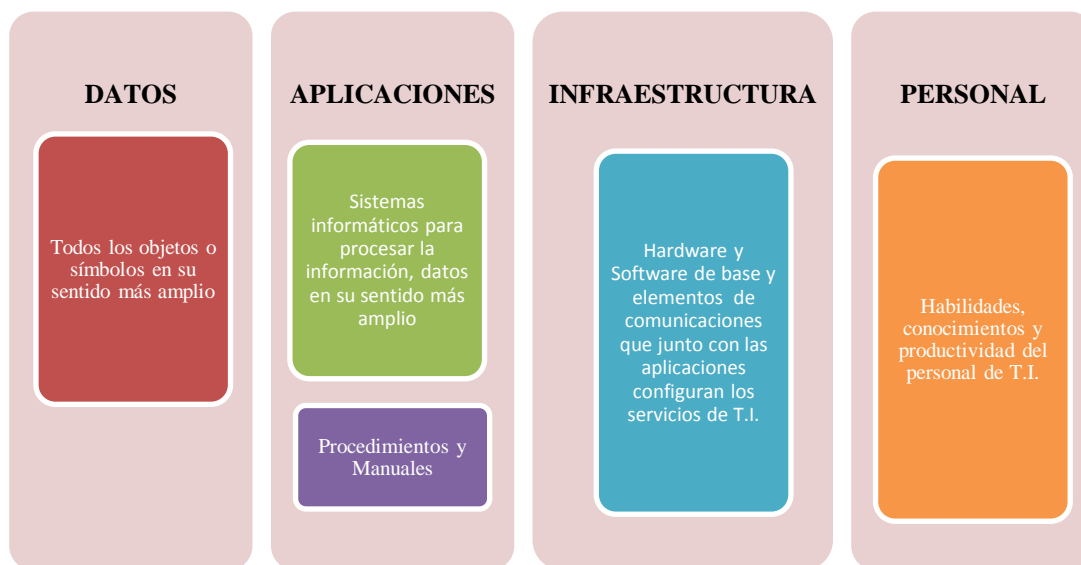 DATOS
Todos los objetos o
símbolos en su
sentido más amplio
APLICACIONES
Sistemas
informáticos para
procesar la
información, datos
en su sentido más
amplio
Procedimientos y
Manuales
INFRAESTRUCTURA
Hardware y
Software de base y
elementos de
comunicaciones
que junto con las
aplicaciones
configuran los
servicios de T.I.
PERSONAL
Habilidades,
conocimientos y
productividad del
personal de T.I.